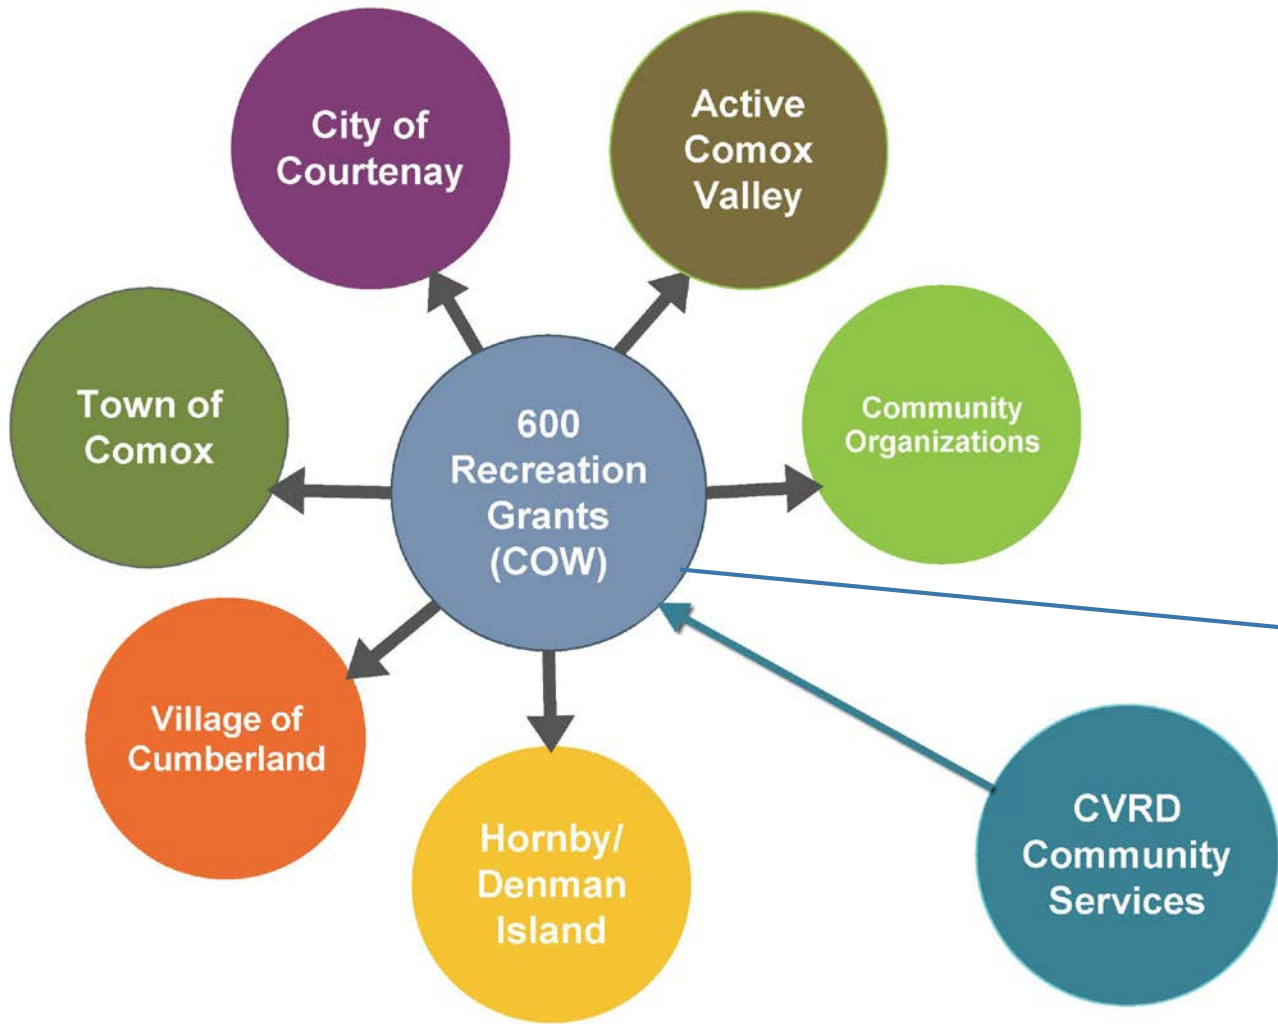 City of
Courtenay
Active
Comox
Valley
Town of
Comox
600
Recreation
Grants
(COW)
Community
Organizations
Village of
Cumberland
Hornby/
Denman
Island
CVRD
Community
Services